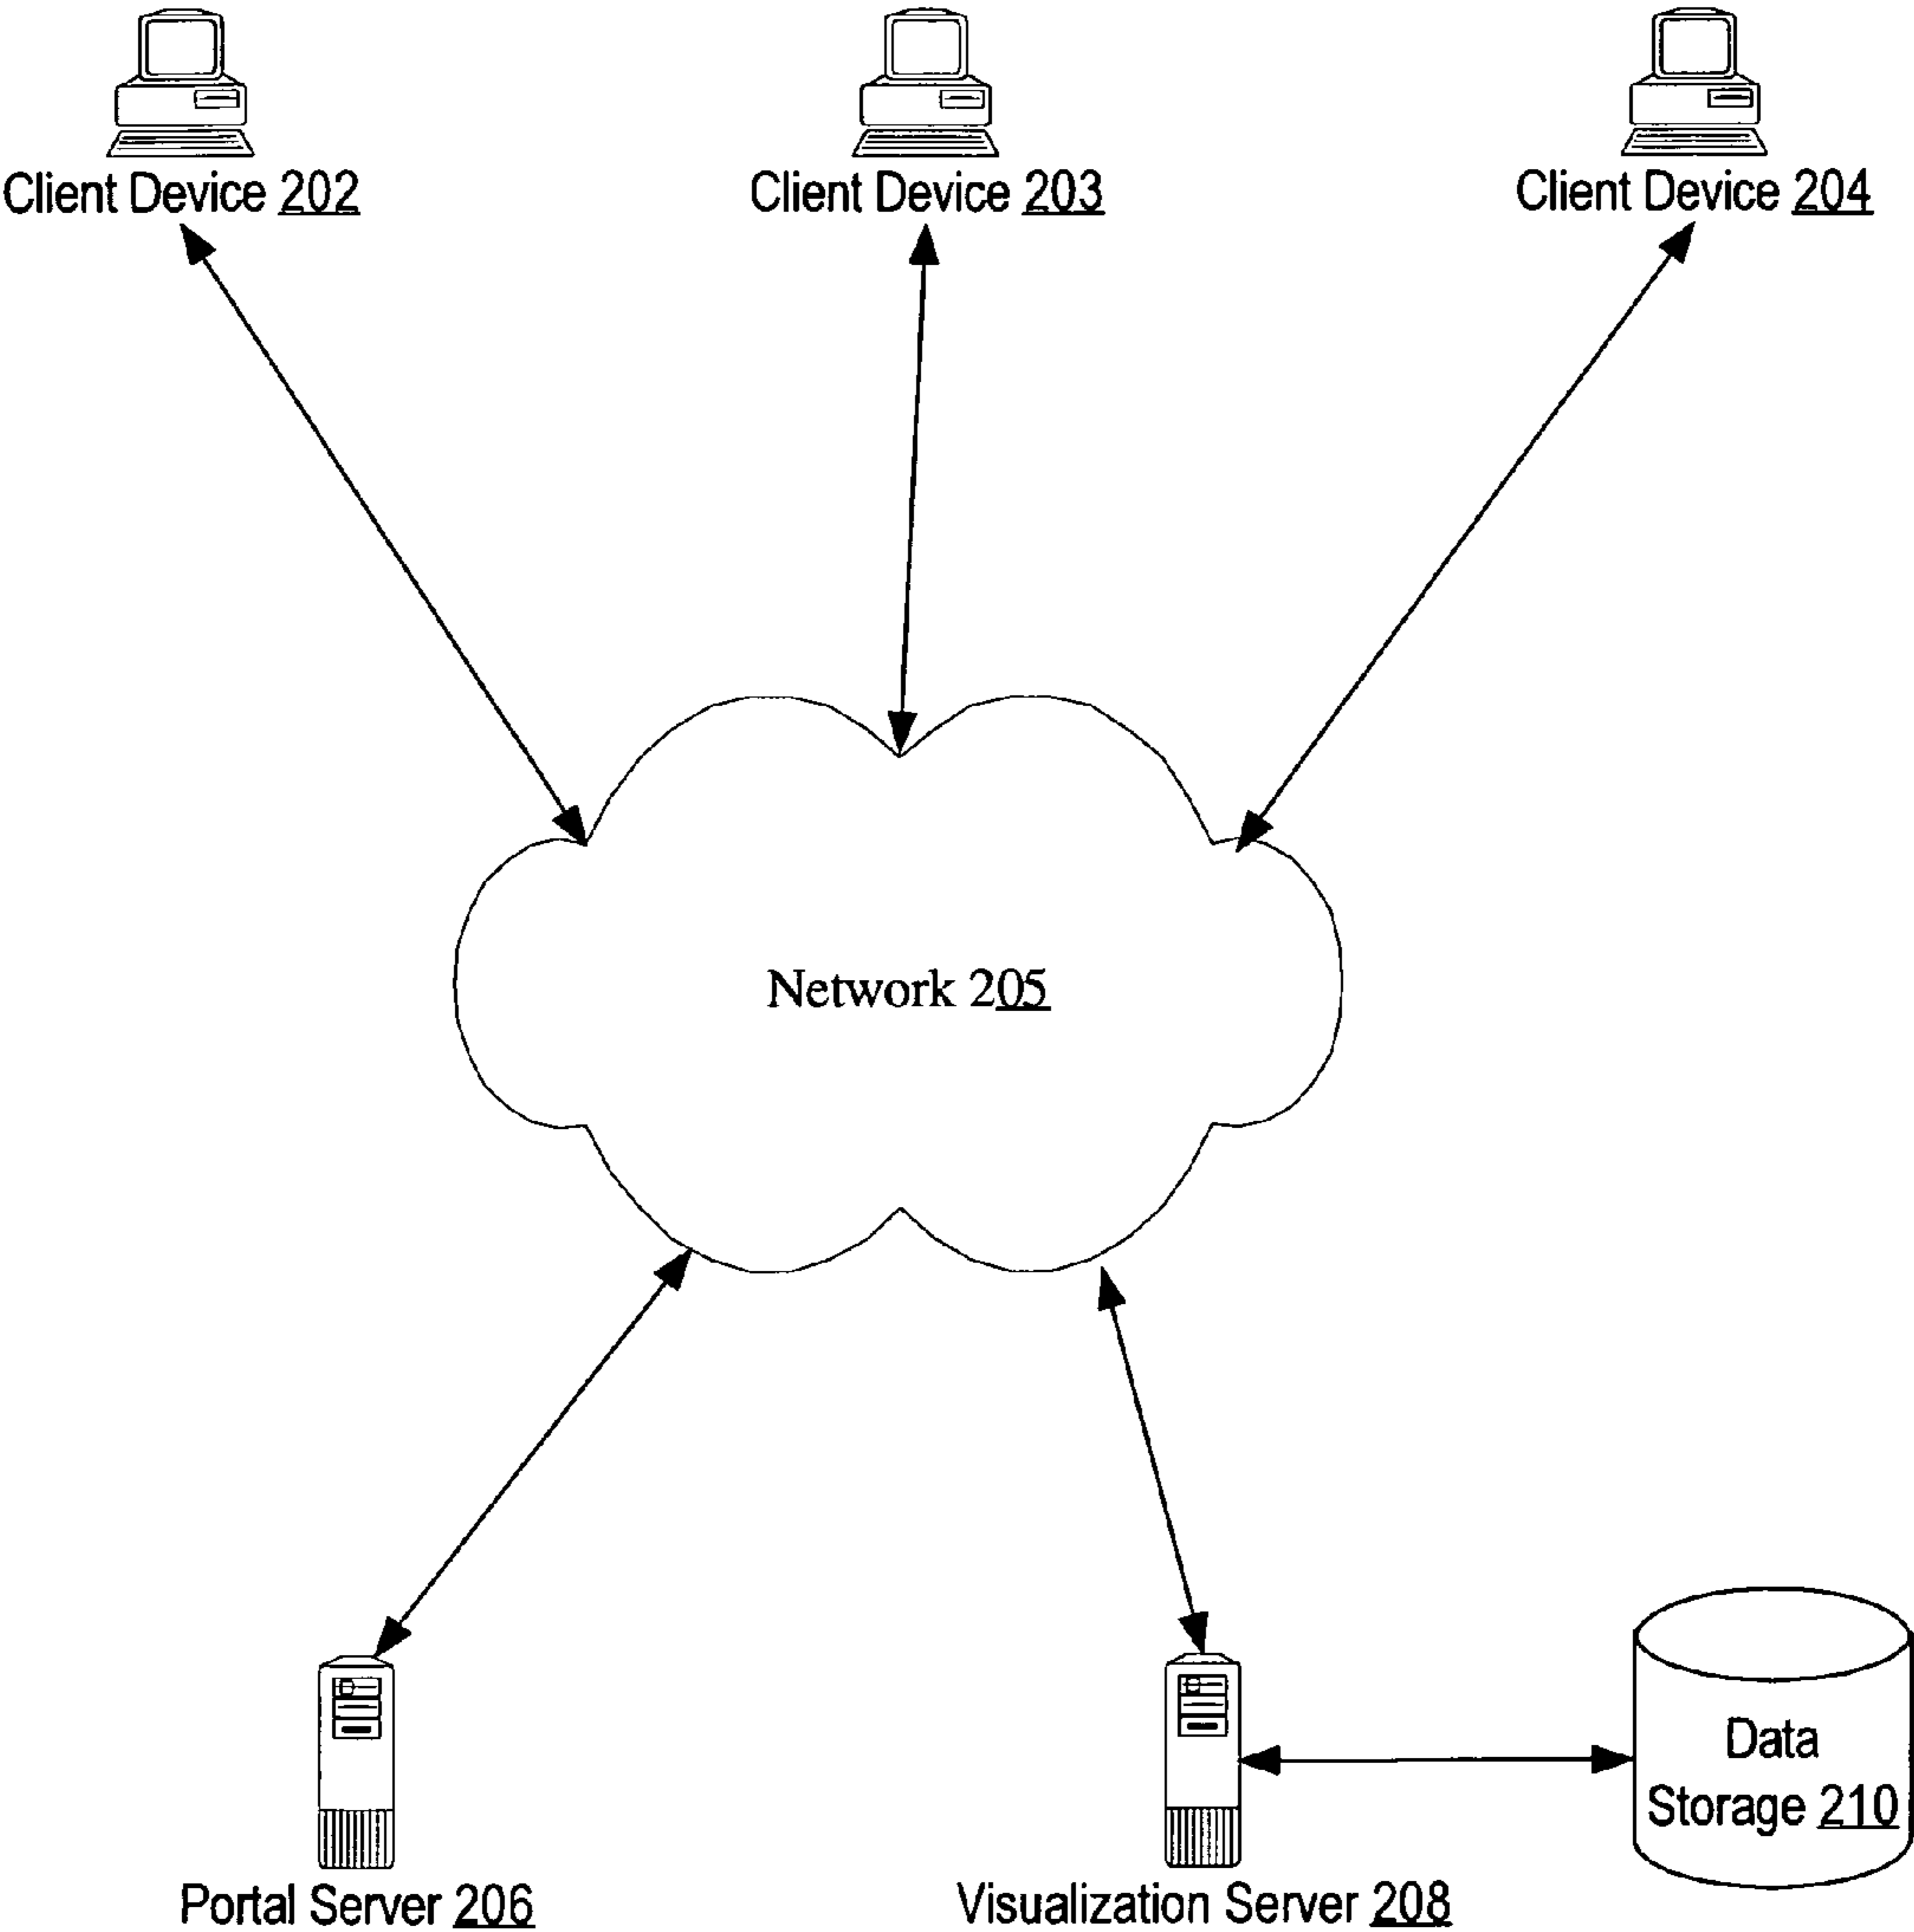 Client Device 202
Client Device 203
Client Device 204
Network 205
Data
Storage 210
Portal Server 206
Visualization Server 208